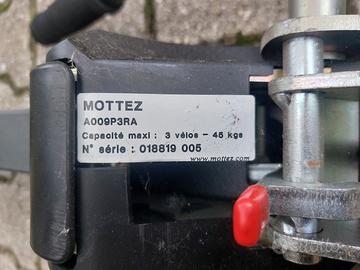 MOTTEZ
A009P3RA
Capacité maxi : 3 vélos - 45 kgs
N° série : 018819 005
www.mottez.com